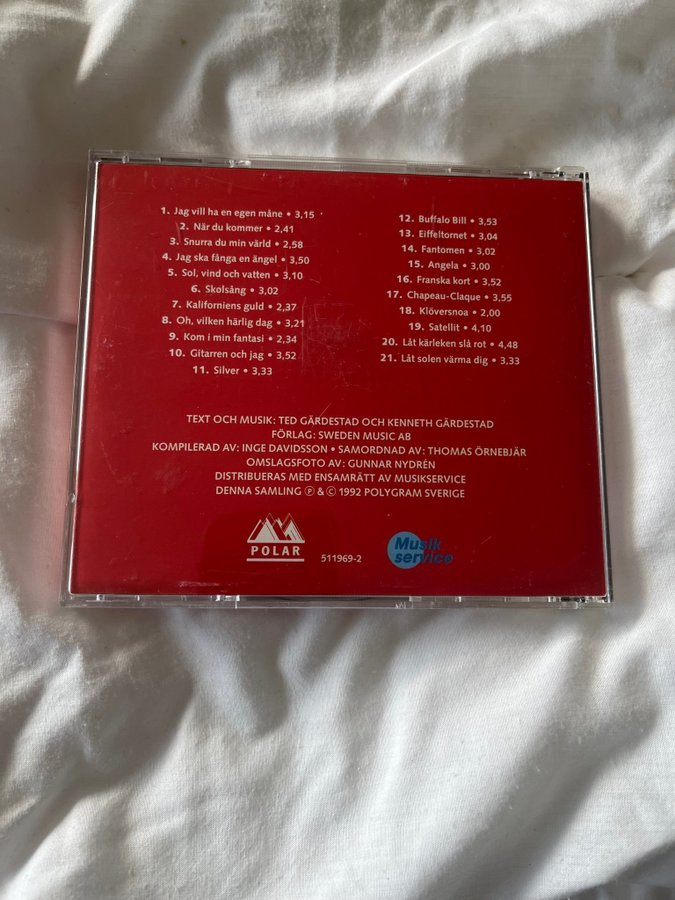 1. Jag vill ha en egen måne • 3,15
2. När du kommer • 2,41
3. Snurra du min värld • 2,58
4. Jag ska fånga en ängel • 3,50
5. Sol, vind och vatten • 3,10
6. Skolsång • 3,02
7. Kaliforniens guld • 2,37
8. Oh, vilken härlig dag • 3,21
9. Kom i min fantasi • 2,34
10. Gitarren och jag • 3,52
11. Silver • 3,33
12. Buffalo Bill • 3,53
13. Eiffeltornet • 3,04
14. Fantomen • 3,02
15. Angela • 3,00
16. Franska kort • 3,52
17. Chapeau-Claque • 3,55
18. Klöversnoa • 2,00
19. Satellit • 4,10
20. Låt kärleken slå rot • 4,48
21. Låt solen värma dig • 3,33
TEXT OCH MUSIK: TED GÄRDESTAD OCH KENNETH GÄRDESTAD
FÖRLAG: SWEDEN MUSIC AB
KOMPILERAD AV: INGE DAVIDSSON • SAMORDNAD AV: THOMAS ÖRNEBJÄR
OMSLAGSFOTO AV: GUNNAR NYDRÉN
DISTRIBUERAS MED ENSAMRÄTT AV MUSIKSERVICE
DENNA SAMLING ℗ & © 1992 POLYGRAM SVERIGE
POLAR
511969-2
Musik
service